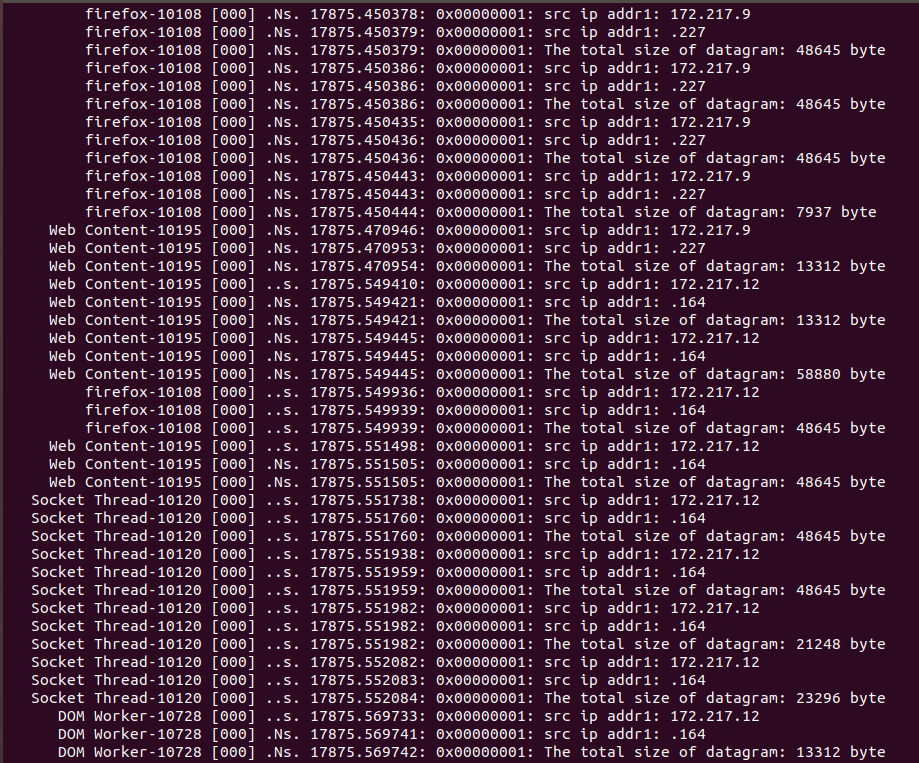 firefox-10108 [000] .Ns. 17875.450378: 0x00000001: src ip addr1: 172.217.9
firefox-10108 [000] .Ns. 17875.450379: 0x00000001: src ip addr1: .227
firefox-10108 [000] .Ns. 17875.450379: 0x00000001: The total size of datagram: 48645 byte
firefox-10108 [000] .Ns. 17875.450386: 0x00000001: src ip addr1: 172.217.9
firefox-10108 [000] .Ns. 17875.450386: 0x00000001: src ip addr1: .227
firefox-10108 [000] .Ns. 17875.450386: 0x00000001: The total size of datagram: 48645 byte
firefox-10108 [000] .Ns. 17875.450435: 0x00000001: src ip addr1: 172.217.9
firefox-10108 [000] .Ns. 17875.450436: 0x00000001: src ip addr1: .227
firefox-10108 [000] .Ns. 17875.450436: 0x00000001: The total size of datagram: 48645 byte
firefox-10108 [000] .Ns. 17875.450443: 0x00000001: src ip addr1: 172.217.9
firefox-10108 [000] .Ns. 17875.450443: 0x00000001: src ip addr1: .227
firefox-10108 [000] .Ns. 17875.450444: 0x00000001: The total size of datagram: 7937 byte
Web Content-10195 [000] .Ns. 17875.470946: 0x00000001: src ip addr1: 172.217.9
Web Content-10195 [000] .Ns. 17875.470953: 0x00000001: src ip addr1: .227
Web Content-10195 [000] .Ns. 17875.470954: 0x00000001: The total size of datagram: 13312 byte
Web Content-10195 [000] ..s. 17875.549410: 0x00000001: src ip addr1: 172.217.12
Web Content-10195 [000] .Ns. 17875.549421: 0x00000001: src ip addr1: .164
Web Content-10195 [000] .Ns. 17875.549421: 0x00000001: The total size of datagram: 13312 byte
Web Content-10195 [000] .Ns. 17875.549445: 0x00000001: src ip addr1: 172.217.12
Web Content-10195 [000] .Ns. 17875.549445: 0x00000001: src ip addr1: .164
Web Content-10195 [000] .Ns. 17875.549445: 0x00000001: The total size of datagram: 58880 byte
firefox-10108 [000] ..s. 17875.549936: 0x00000001: src ip addr1: 172.217.12
firefox-10108 [000] ..s. 17875.549939: 0x00000001: src ip addr1: .164
firefox-10108 [000] ..s. 17875.549939: 0x00000001: The total size of datagram: 48645 byte
Web Content-10195 [000] ..s. 17875.551498: 0x00000001: src ip addr1: 172.217.12
Web Content-10195 [000] .Ns. 17875.551505: 0x00000001: src ip addr1: .164
Web Content-10195 [000] .Ns. 17875.551505: 0x00000001: The total size of datagram: 48645 byte
Socket Thread-10120 [000] ..s. 17875.551738: 0x00000001: src ip addr1: 172.217.12
Socket Thread-10120 [000] ..s. 17875.551760: 0x00000001: src ip addr1: .164
Socket Thread-10120 [000] ..s. 17875.551760: 0x00000001: The total size of datagram: 48645 byte
Socket Thread-10120 [000] ..s. 17875.551938: 0x00000001: src ip addr1: 172.217.12
Socket Thread-10120 [000] ..s. 17875.551959: 0x00000001: src ip addr1: .164
Socket Thread-10120 [000] ..s. 17875.551959: 0x00000001: The total size of datagram: 48645 byte
Socket Thread-10120 [000] ..s. 17875.551982: 0x00000001: src ip addr1: 172.217.12
Socket Thread-10120 [000] ..s. 17875.551982: 0x00000001: src ip addr1: .164
Socket Thread-10120 [000] ..s. 17875.551983: 0x00000001: The total size of datagram: 21248 byte
Socket Thread-10120 [000] ..s. 17875.552082: 0x00000001: src ip addr1: 172.217.12
Socket Thread-10120 [000] ..s. 17875.552083: 0x00000001: src ip addr1: .164
Socket Thread-10120 [000] ..s. 17875.552084: 0x00000001: The total size of datagram: 23296 byte
DOM Worker-10728 [000] ..s. 17875.569733: 0x00000001: src ip addr1: 172.217.12
DOM Worker-10728 [000] .Ns. 17875.569741: 0x00000001: src ip addr1: .164
DOM Worker-10728 [000] .Ns. 17875.569742: 0x00000001: The total size of datagram: 13312 byte